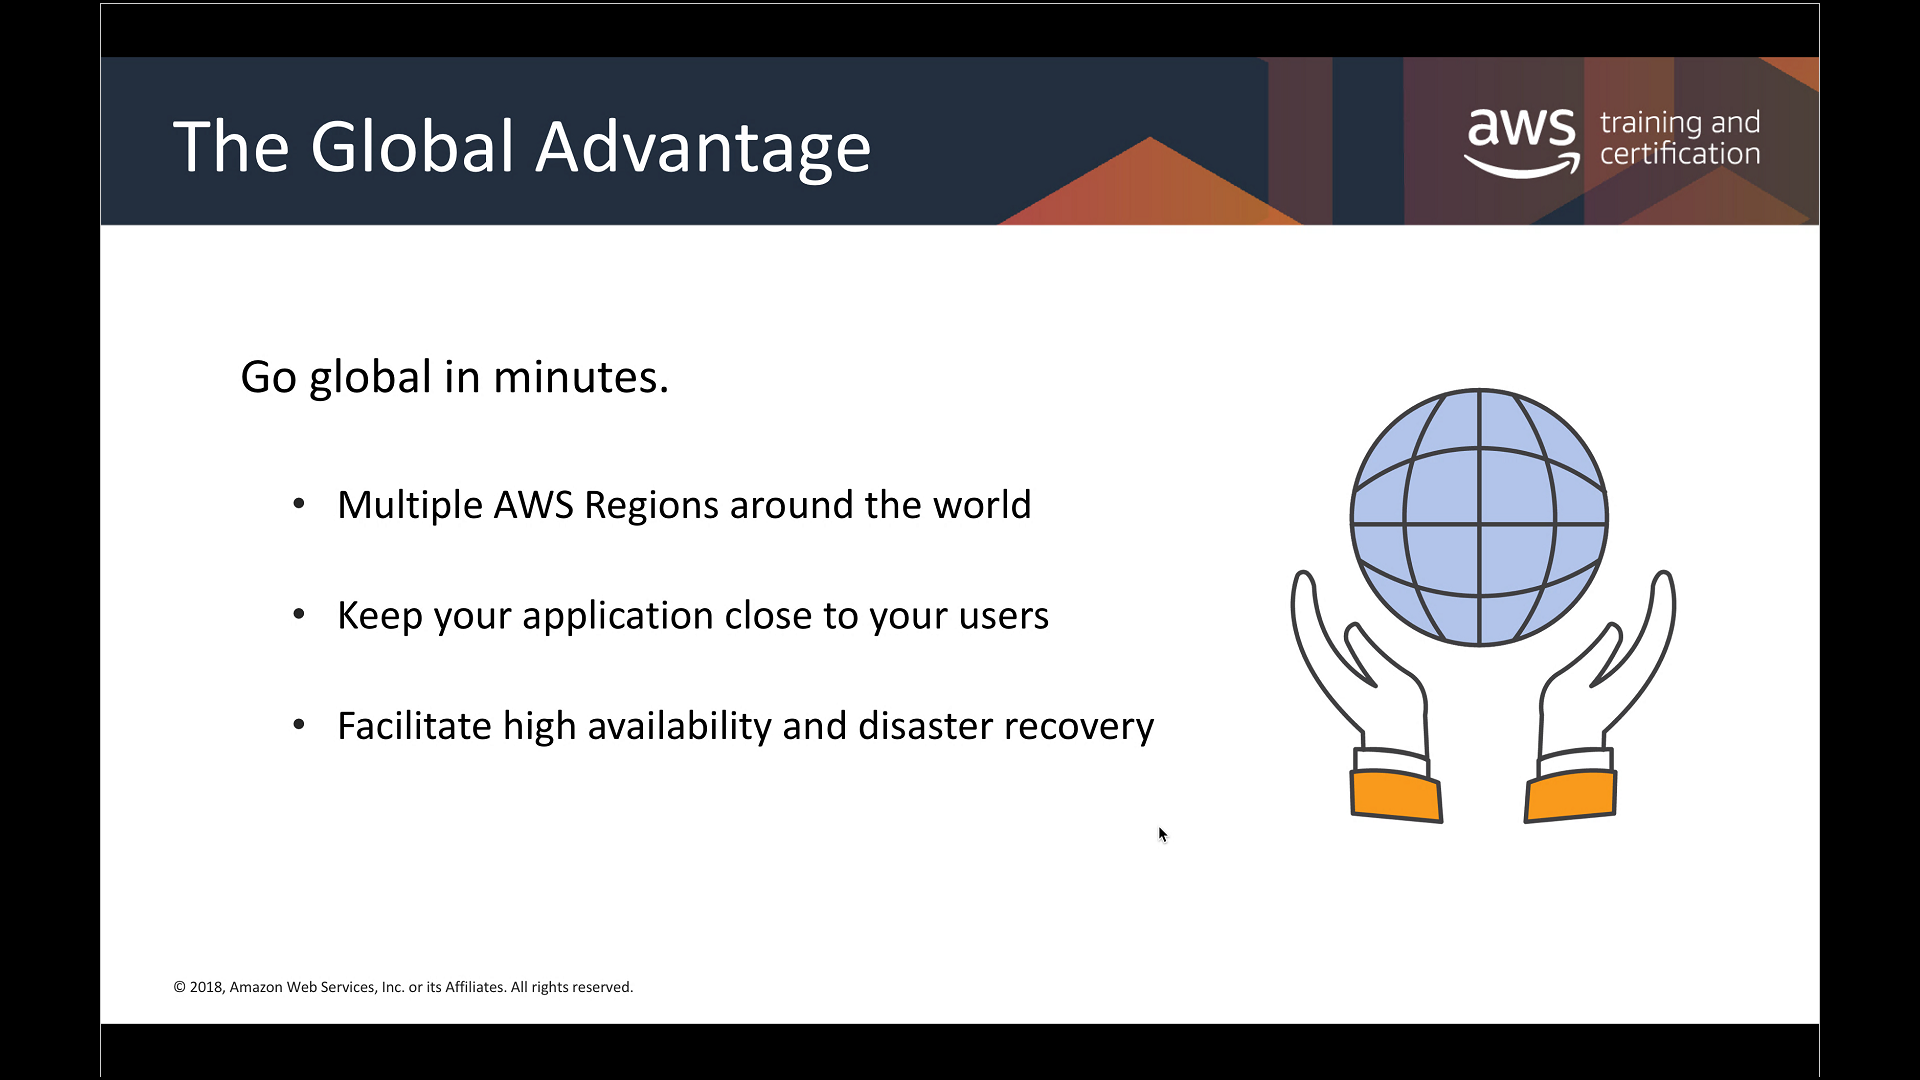 The Global Advantage
aws training and
certification
Go global in minutes.
• Multiple AWS Regions around the world
• Keep your application close to your users
• Facilitate high availability and disaster recovery
© 2018, Amazon Web Services, Inc. or its Affiliates. All rights reserved.